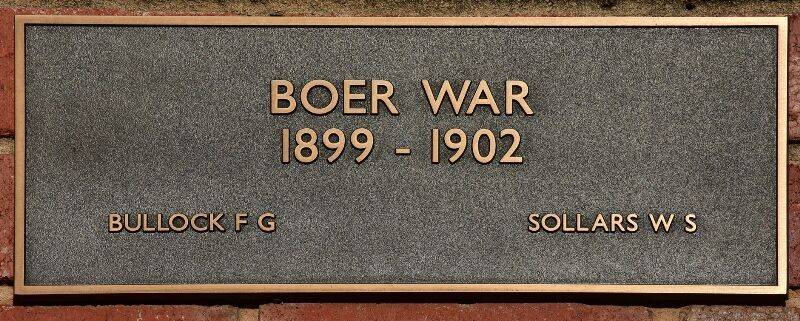 BOER WAR
1899 - 1902
BULLOCK F G SOLLARS W S